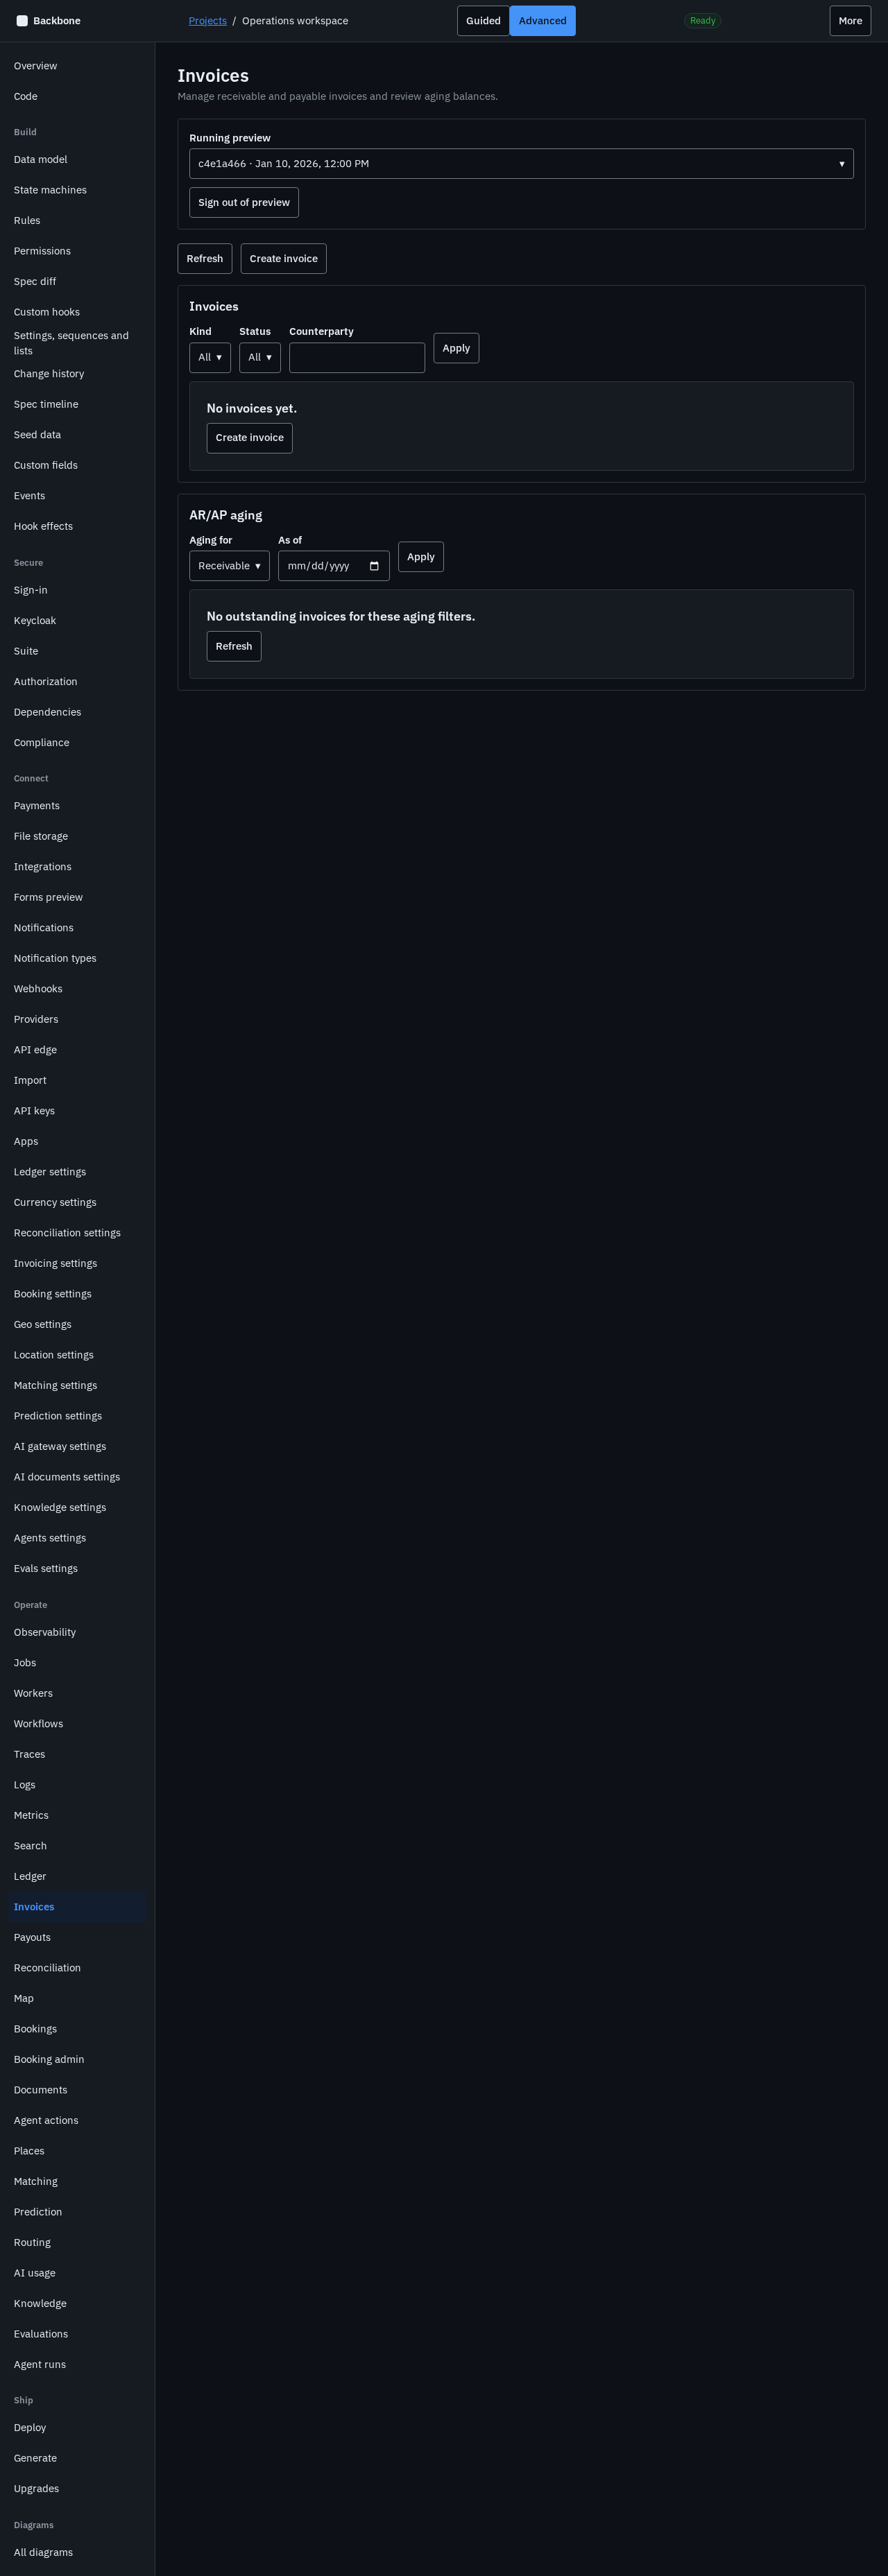 Backbone
Projects / Operations workspace
Guided
Advanced
Ready
More
Overview
Code
Build
Data model
State machines
Rules
Permissions
Spec diff
Custom hooks
Settings, sequences and
lists
Change history
Spec timeline
Seed data
Custom fields
Events
Hook effects
Secure
Sign-in
Keycloak
Suite
Authorization
Dependencies
Compliance
Connect
Payments
File storage
Integrations
Forms preview
Notifications
Notification types
Webhooks
Providers
API edge
Import
API keys
Apps
Ledger settings
Currency settings
Reconciliation settings
Invoicing settings
Booking settings
Geo settings
Location settings
Matching settings
Prediction settings
AI gateway settings
AI documents settings
Knowledge settings
Agents settings
Evals settings
Operate
Observability
Jobs
Workers
Workflows
Traces
Logs
Metrics
Search
Ledger
Invoices
Payouts
Reconciliation
Map
Bookings
Booking admin
Documents
Agent actions
Places
Matching
Prediction
Routing
AI usage
Knowledge
Evaluations
Agent runs
Ship
Deploy
Generate
Upgrades
Diagrams
All diagrams
Invoices
Manage receivable and payable invoices and review aging balances.
Running preview
c4e1a466 · Jan 10, 2026, 12:00 PM
Sign out of preview
Refresh
Create invoice
Invoices
Kind
Status
Counterparty
All
All
Apply
No invoices yet.
Create invoice
AR/AP aging
Aging for
As of
Receivable
mm/dd/yyyy
Apply
No outstanding invoices for these aging filters.
Refresh